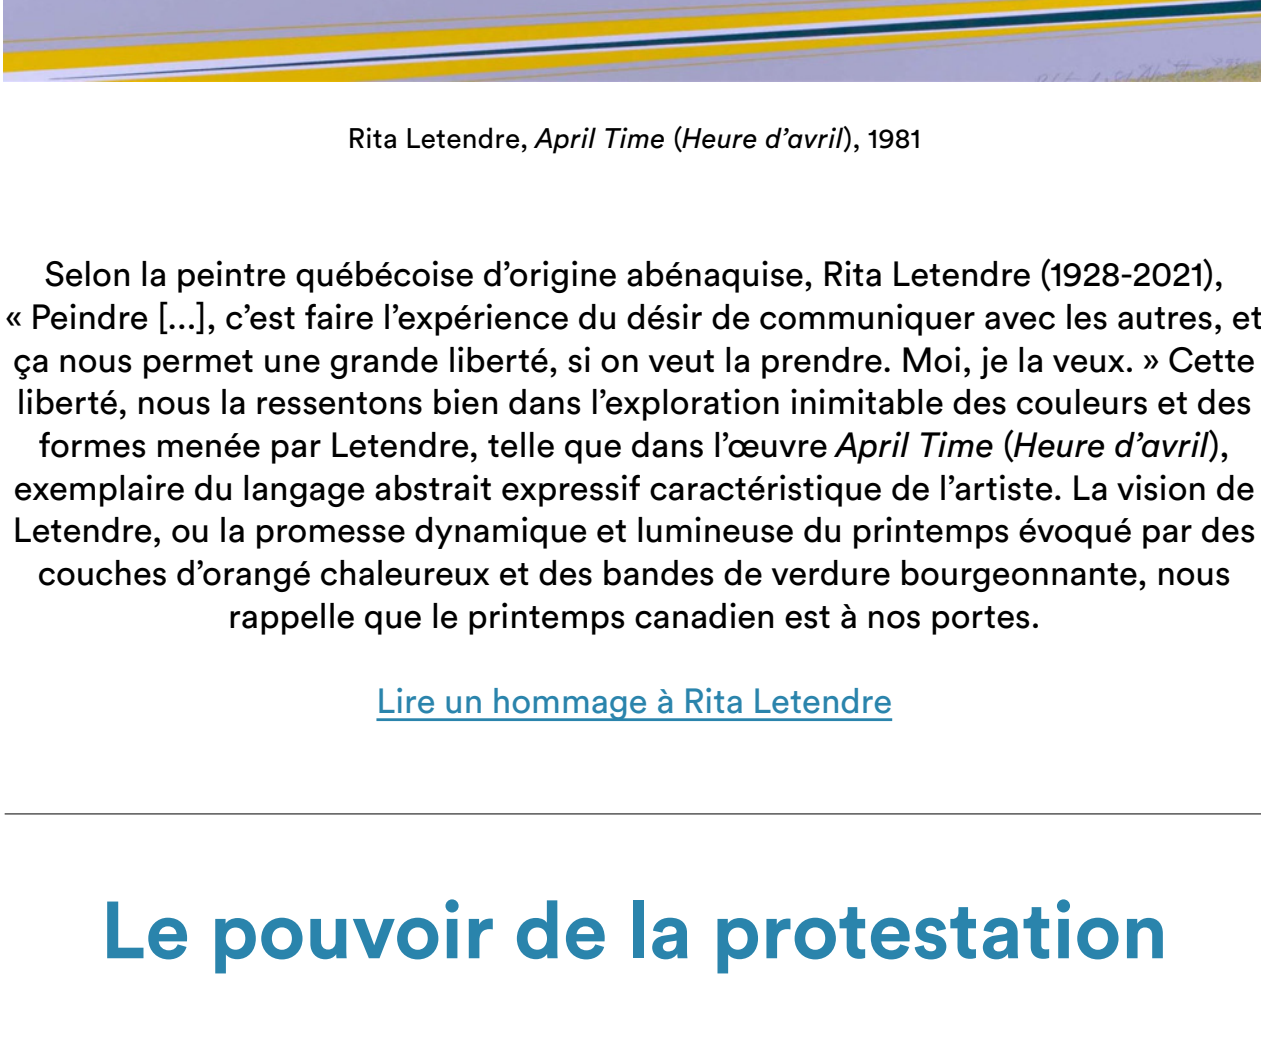 Rita Letendre, April Time (Heure d’avril), 1981
Selon la peintre québécoise d’origine abénaquise, Rita Letendre (1928-2021),
« Peindre [...], c’est faire l’expérience du désir de communiquer avec les autres, et
ça nous permet une grande liberté, si on veut la prendre. Moi, je la veux. » Cette
liberté, nous la ressentons bien dans l’exploration inimitable des couleurs et des
formes menée par Letendre, telle que dans l’œuvre April Time (Heure d’avril),
exemplaire du langage abstrait expressif caractéristique de l’artiste. La vision de
Letendre, ou la promesse dynamique et lumineuse du printemps évoqué par des
couches d’orangé chaleureux et des bandes de verdure bourgeonnante, nous
rappelle que le printemps canadien est à nos portes.
Lire un hommage à Rita Letendre
Le pouvoir de la protestation